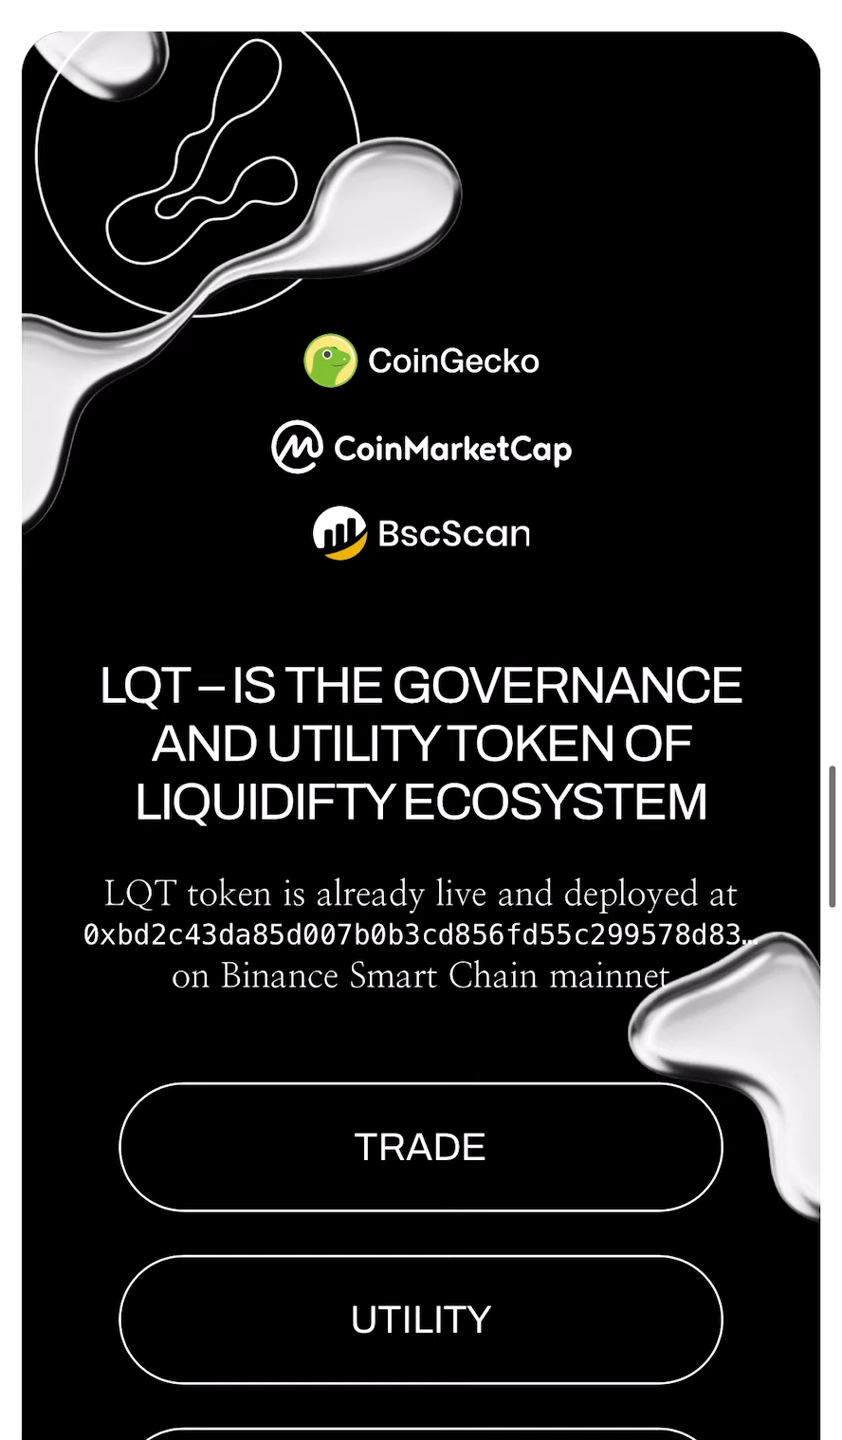 CoinGecko
CoinMarketCap
BscScan
LQT – IS THE GOVERNANCE
AND UTILITY TOKEN OF
LIQUIDIFTY ECOSYSTEM
LQT token is already live and deployed at
0xbd2c43da85d007b0b3cd856fd55c299578d83…
on Binance Smart Chain mainnet
TRADE
UTILITY